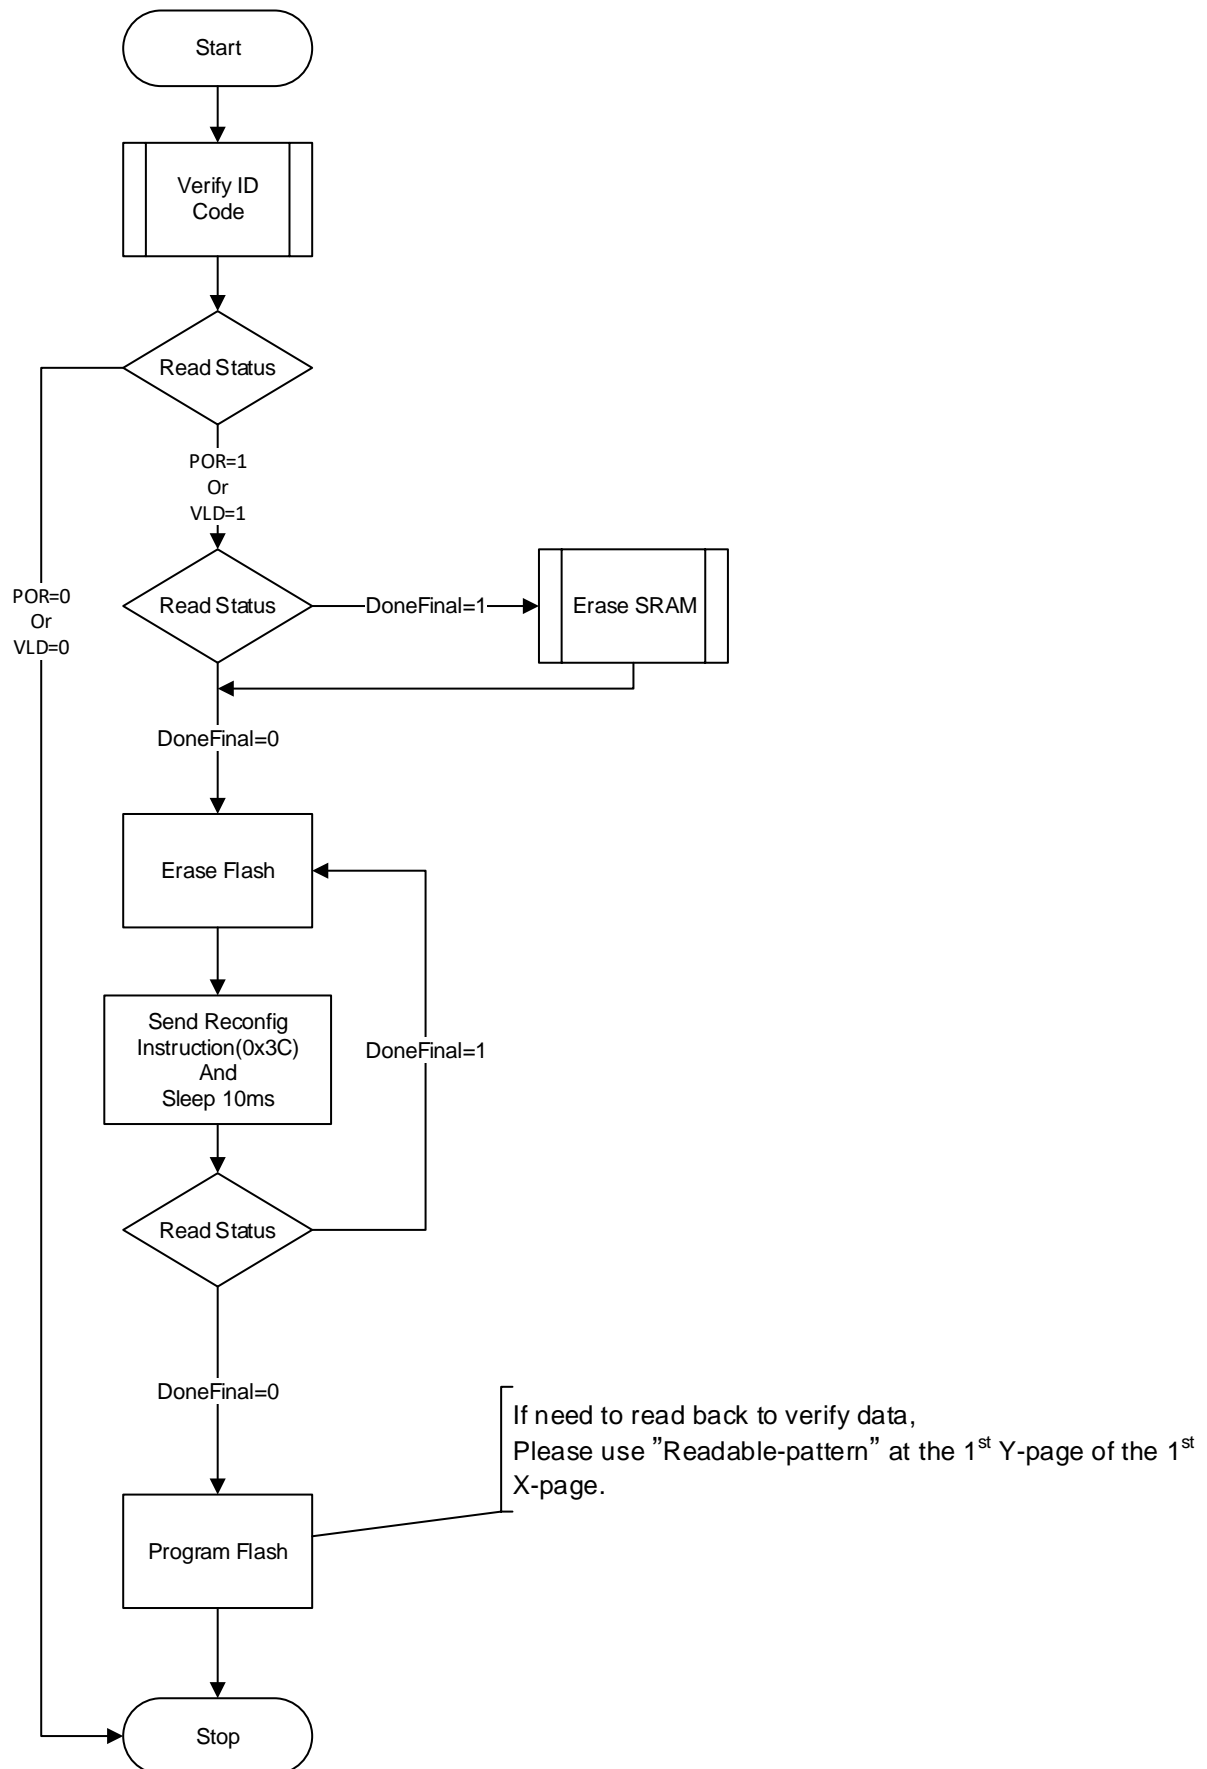 Start
Verify ID
Code
Read Status
POR=1
Or
VLD=1
POR=0
Or
VLD=0
Read Status
DoneFinal=1
Erase SRAM
DoneFinal=0
Erase Flash
Send Reconfig
Instruction(0x3C)
And
Sleep 10ms
DoneFinal=1
Read Status
DoneFinal=0
If need to read back to verify data,
Please use ”Readable-pattern” at the 1st Y-page of the 1st
X-page.
Program Flash
Stop